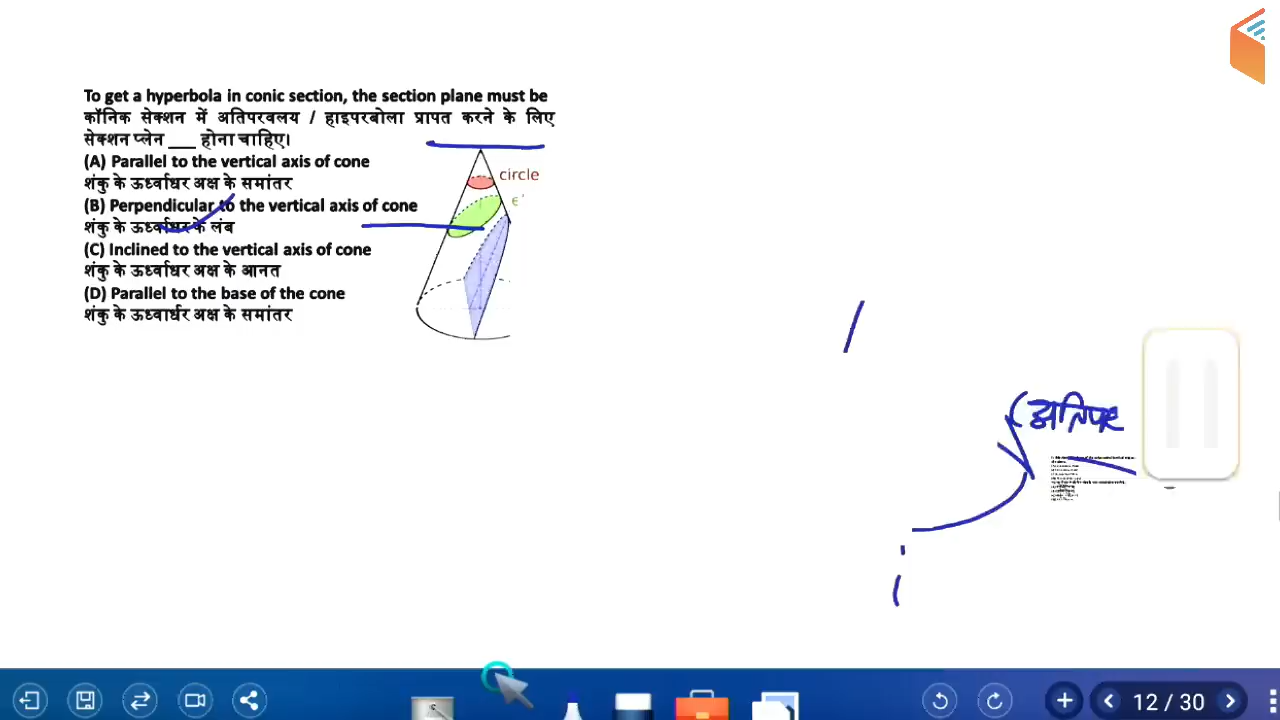 To get a hyperbola in conic section, the section plane must be
कॉनिक सेक्शन में अतिपरवलय / हाइपरबोला प्रापत करने के लिए
सेक्शन प्लेन ___ होना चाहिए।
(A) Parallel to the vertical axis of cone
शंकु के ऊर्ध्वाधर अक्ष के समांतर
(B) Perpendicular to the vertical axis of cone
शंकु के ऊर्ध्वाधर के लंब
(C) Inclined to the vertical axis of cone
शंकु के ऊर्ध्वाधर अक्ष के आनत
(D) Parallel to the base of the cone
शंकु के ऊध्वार्धर अक्ष के समांतर
circle
12 / 30